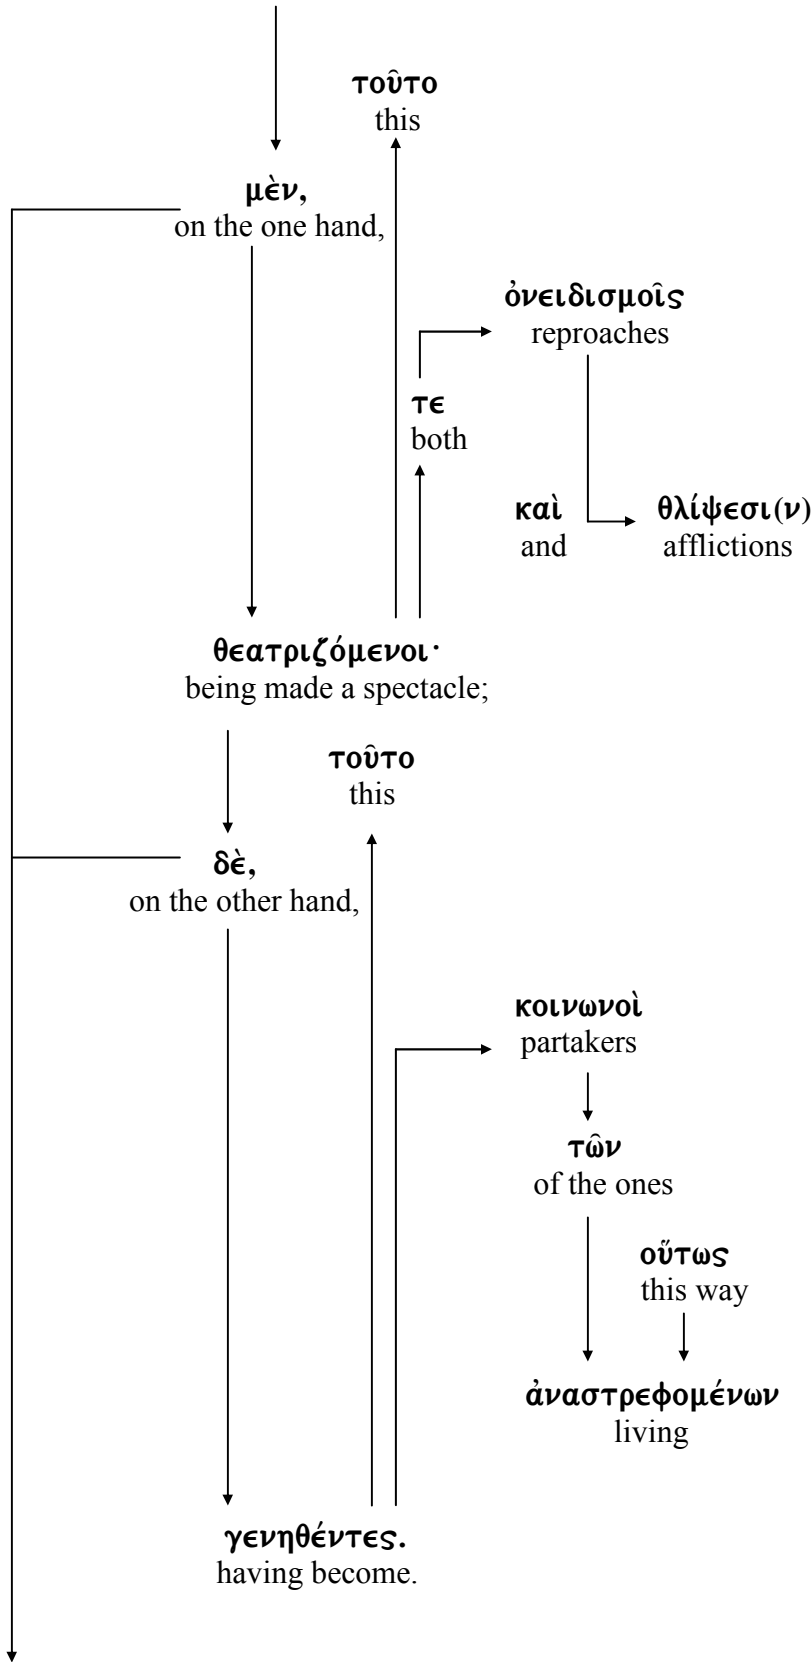 τοῦτο
this
μὲν,
on the one hand,
ὀνειδισμοῖς
reproaches
τε
both
καὶ θλίψεσι(ν)
and afflictions
θεατριζόμενοι·
being made a spectacle;
τοῦτο
this
δὲ,
on the other hand,
κοινωνοὶ
partakers
τῶν
of the ones
οὕτως
this way
ἀναστρεφομένων
living
γενηθέντες.
having become.